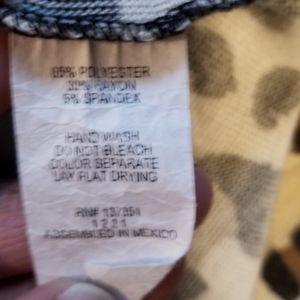 65% POLYESTER
30% RAYON
5% SPANDEX
HAND WASH
DO NOT BLEACH
COLOR SEPARATE
LAY FLAT DRYING
RN#
1221
ASSEMBLED IN MEXICO